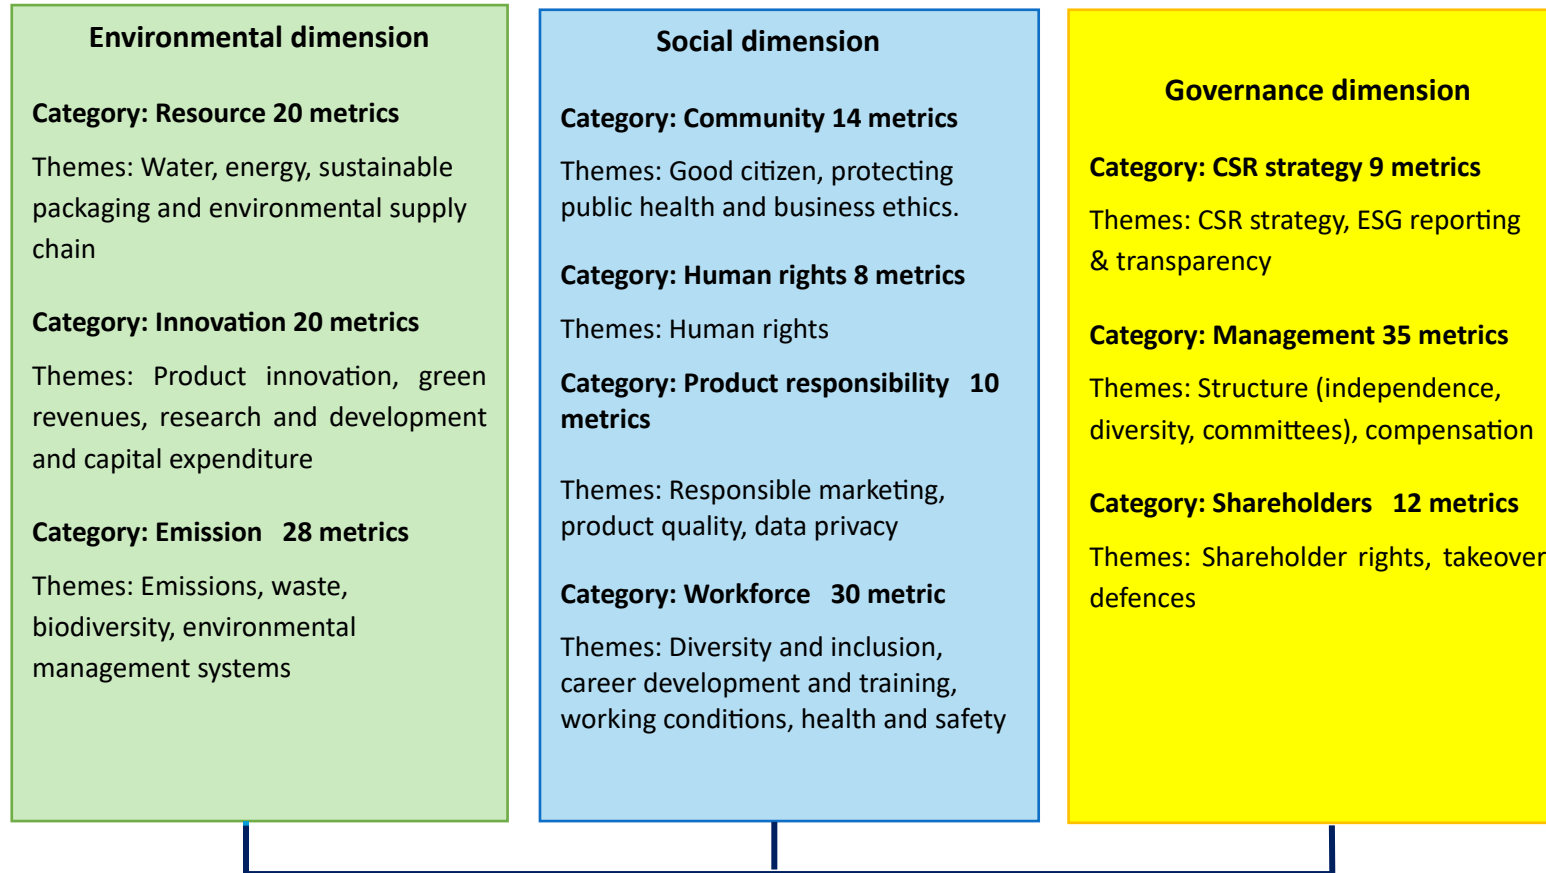 Environmental dimension
Category: Resource 20 metrics
Themes: Water, energy, sustainable
packaging and environmental supply
chain
Category: Innovation 20 metrics
Themes: Product innovation, green
revenues, research and development
and capital expenditure
Category: Emission 28 metrics
Themes: Emissions, waste,
biodiversity, environmental
management systems
Social dimension
Category: Community 14 metrics
Themes: Good citizen, protecting
public health and business ethics.
Category: Human rights 8 metrics
Themes: Human rights
Category: Product responsibility 10
metrics
Themes: Responsible marketing,
product quality, data privacy
Category: Workforce 30 metric
Themes: Diversity and inclusion,
career development and training,
working conditions, health and safety
Governance dimension
Category: CSR strategy 9 metrics
Themes: CSR strategy, ESG reporting
& transparency
Category: Management 35 metrics
Themes: Structure (independence,
diversity, committees), compensation
Category: Shareholders 12 metrics
Themes: Shareholder rights, takeover
defences